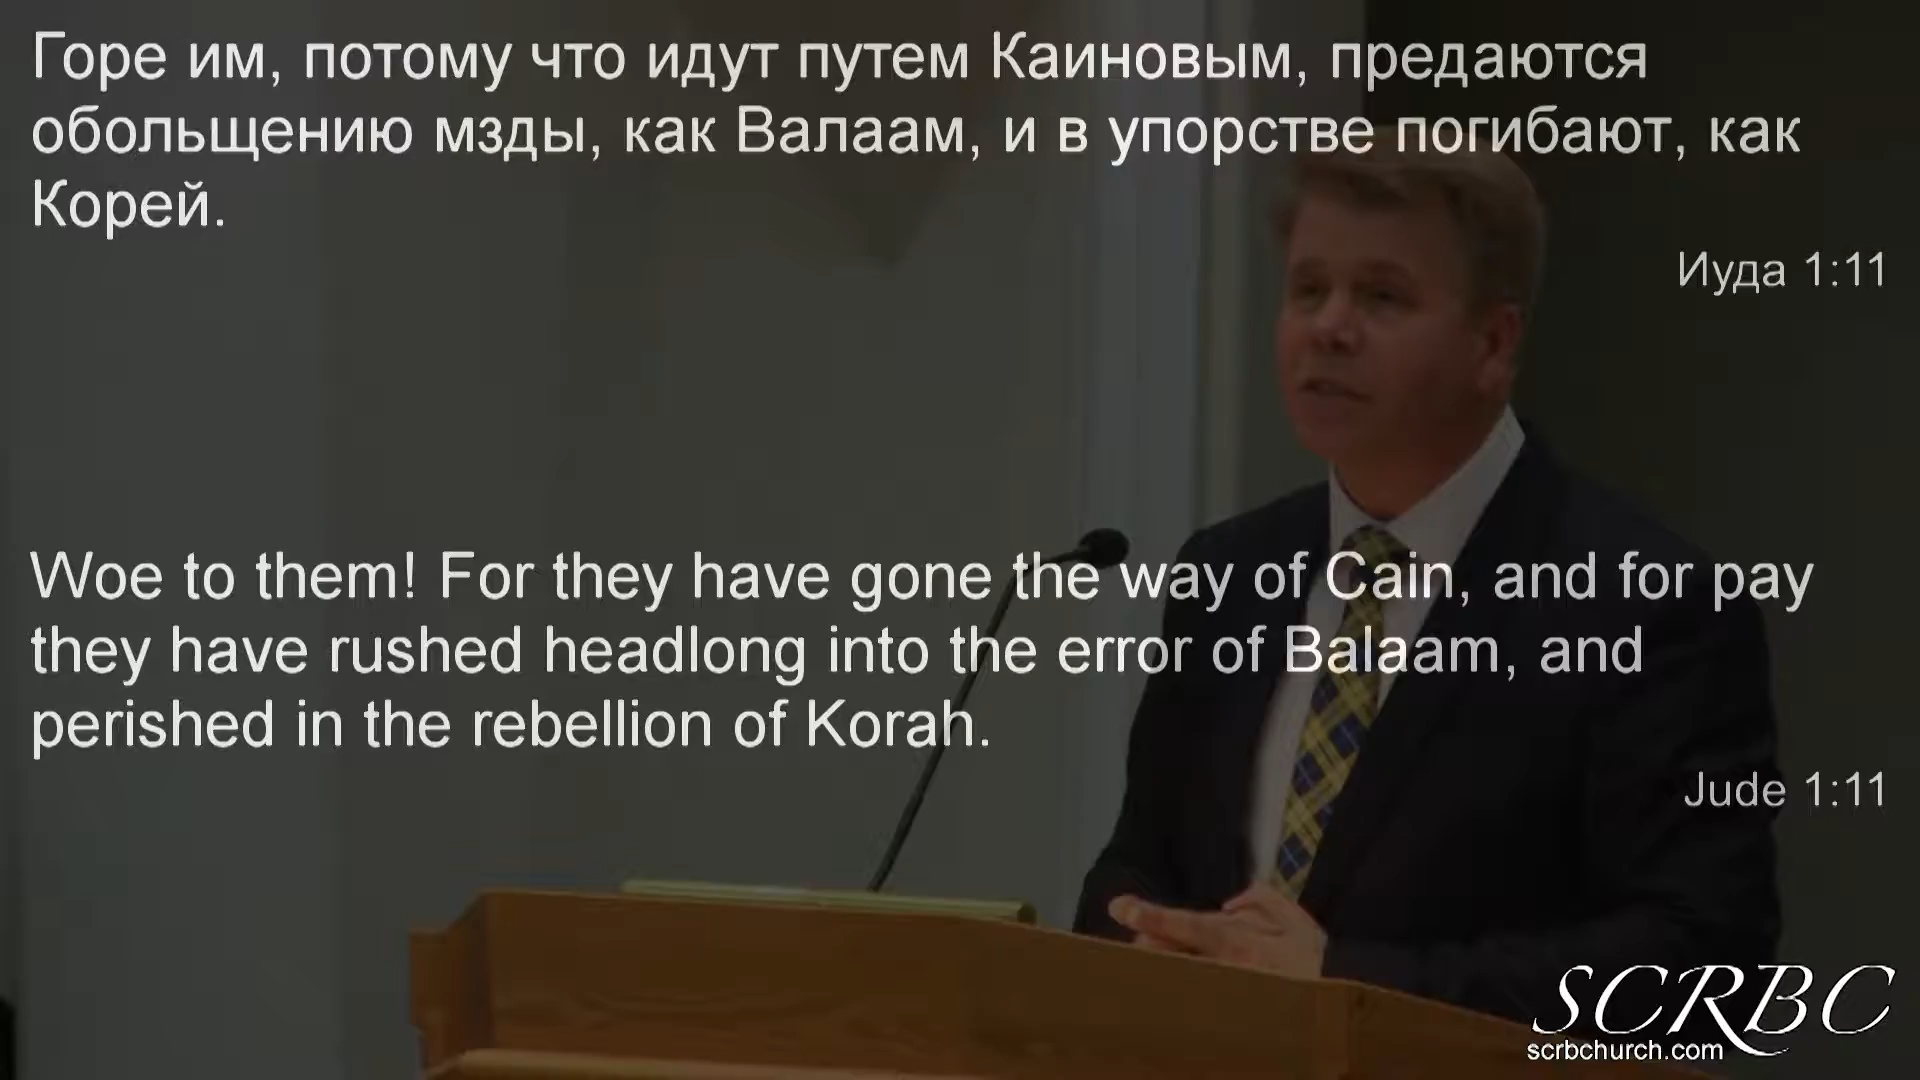 Горе им, потому что идут путем Каиновым, предаются
обольщению мзды, как Валаам, и в упорстве погибают, как
Корей.
Иуда 1:11
Woe to them! For they have gone the way of Cain, and for pay
they have rushed headlong into the error of Balaam, and
perished in the rebellion of Korah.
Jude 1:11
SCRBC
scrbchurch.com